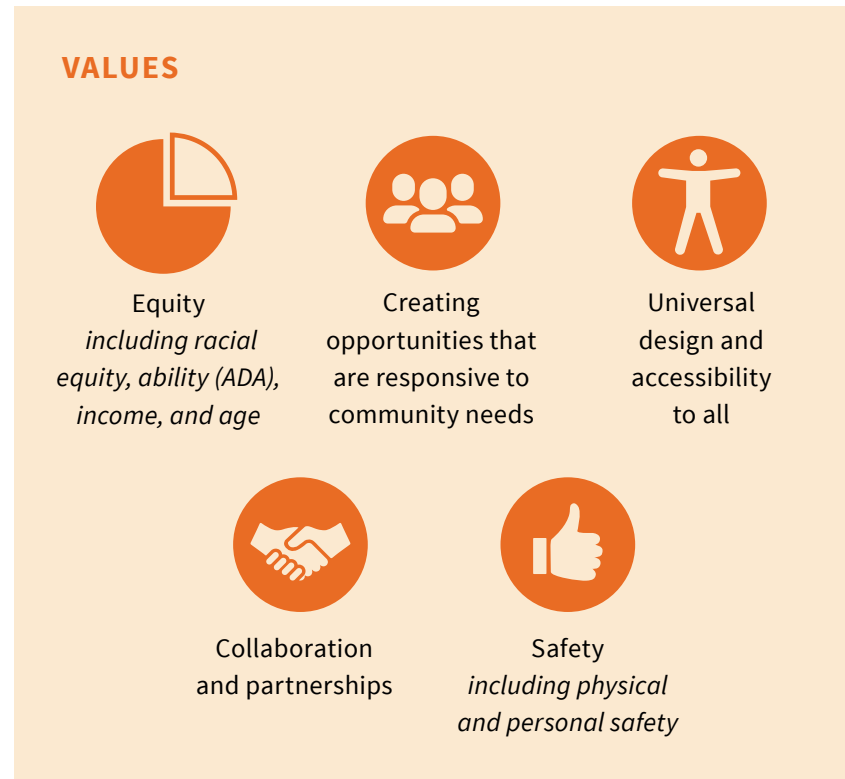 VALUES
Equity
including racial
equity, ability (ADA),
income, and age
Creating
opportunities that
are responsive to
community needs
Universal
design and
accessibility
to all
Collaboration
and partnerships
Safety
including physical
and personal safety